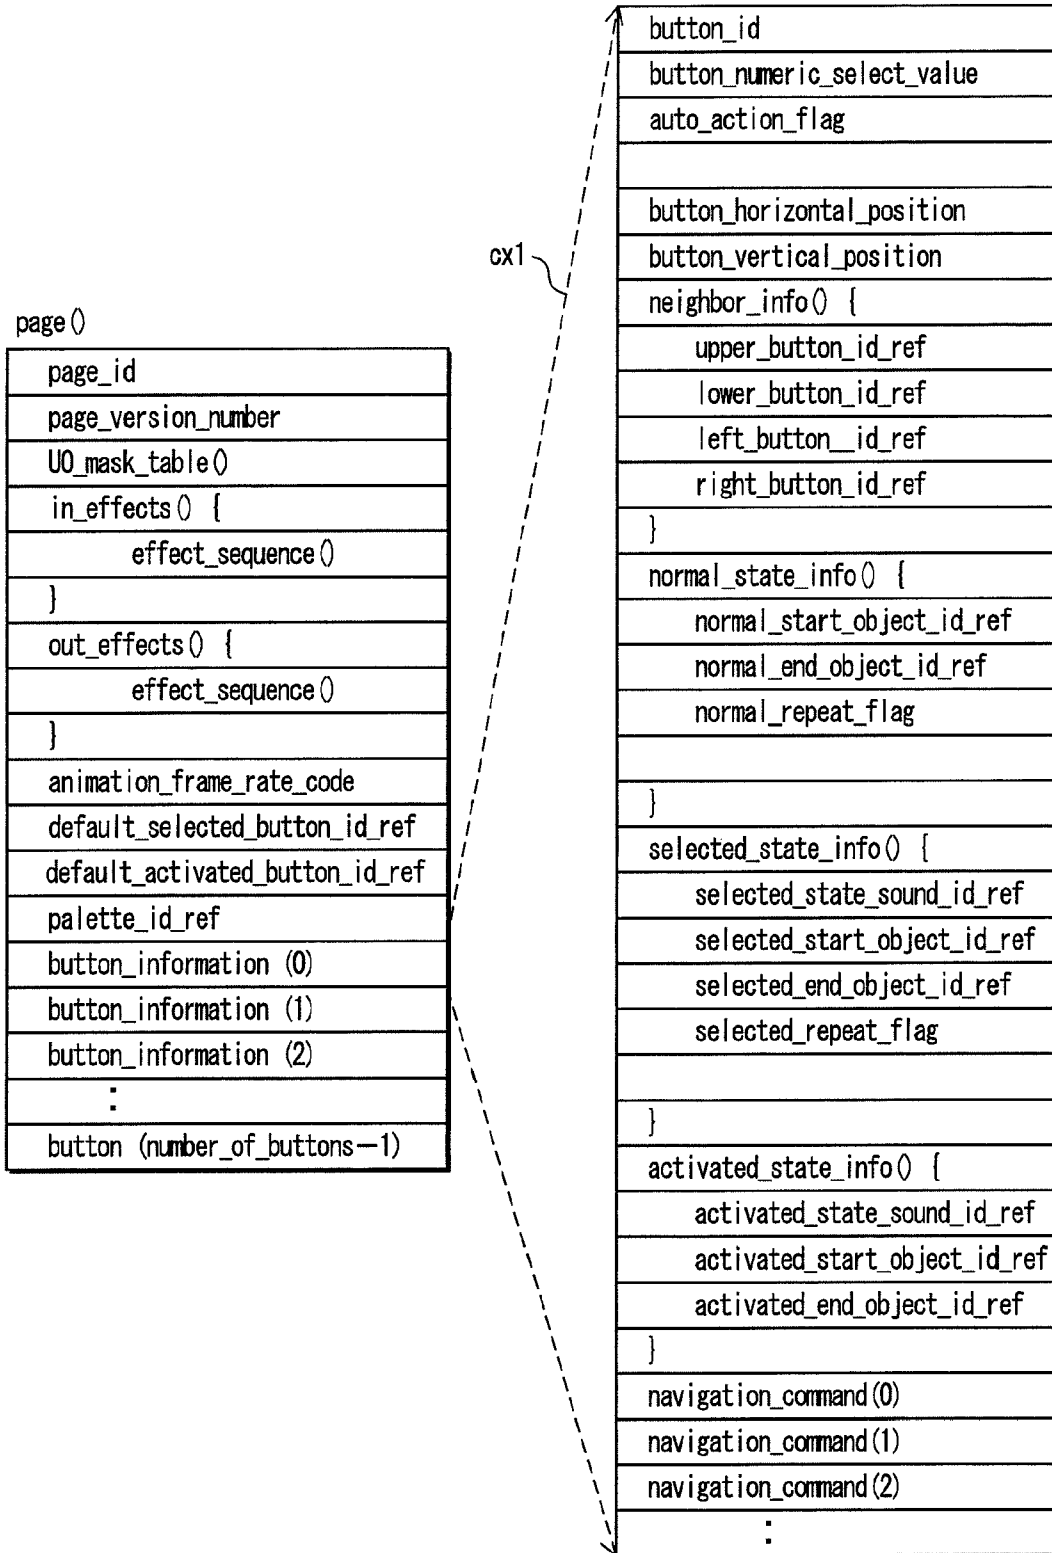 page()
page_id
page_version_number
UO_mask_table()
in_effects() {
effect_sequence()
}
out_effects() {
effect_sequence()
}
animation_frame_rate_code
default_selected_button_id_ref
default_activated_button_id_ref
palette_id_ref
button_information (0)
button_information (1)
button_information (2)
:
button (number_of_buttons−1)
cx1
button_id
button_numeric_select_value
auto_action_flag
button_horizontal_position
button_vertical_position
neighbor_info() {
upper_button_id_ref
lower_button_id_ref
left_button__id_ref
right_button_id_ref
}
normal_state_info() {
normal_start_object_id_ref
normal_end_object_id_ref
normal_repeat_flag
}
selected_state_info() {
selected_state_sound_id_ref
selected_start_object_id_ref
selected_end_object_id_ref
selected_repeat_flag
}
activated_state_info() {
activated_state_sound_id_ref
activated_start_object_id_ref
activated_end_object_id_ref
}
navigation_command(0)
navigation_command(1)
navigation_command(2)
: